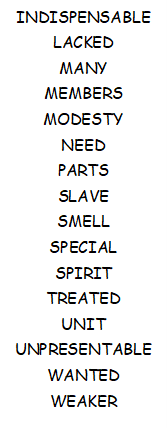 INDISPENSABLE
LACKED
MANY
MEMBERS
MODESTY
NEED
PARTS
SLAVE
SMELL
SPECIAL
SPIRIT
TREATED
UNIT
UNPRESENTABLE
WANTED
WEAKER